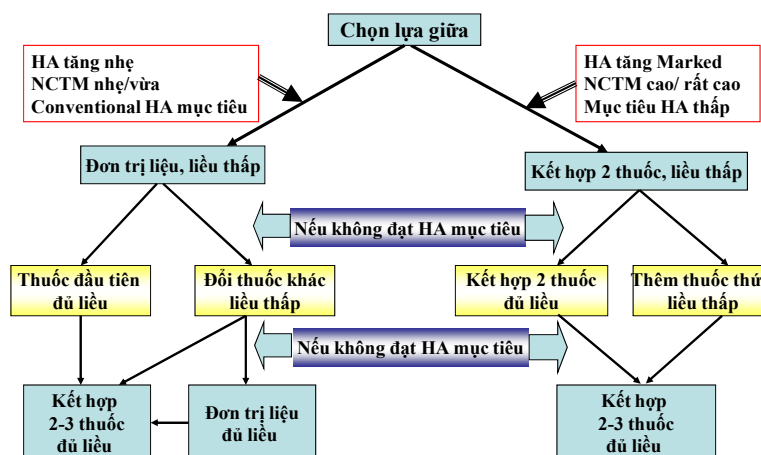 Chọn lựa giữa
HA tăng nhẹ
NCTM nhẹ/vừa
Conventional HA mục tiêu
HA tăng Marked
NCTM cao/ rất cao
Mục tiêu HA thấp
Đơn trị liệu, liều thấp
Kết hợp 2 thuốc, liều thấp
Nếu không đạt HA mục tiêu
Thuốc đầu tiên
đủ liều
Đổi thuốc khác
liều thấp
Kết hợp 2 thuốc
đủ liều
Thêm thuốc thứ
liều thấp
Nếu không đạt HA mục tiêu
Kết hợp
2-3 thuốc
đủ liều
Đơn trị liệu
đủ liều
Kết hợp
2-3 thuốc
đủ liều